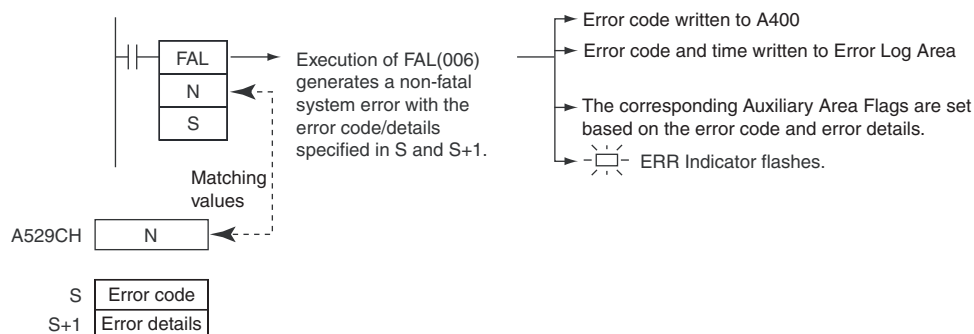 FAL
N
S
Execution of FAL(006)
generates a non-fatal
system error with the
error code/details
specified in S and S+1.
Error code written to A400
Error code and time written to Error Log Area
The corresponding Auxiliary Area Flags are set
based on the error code and error details.
ERR Indicator flashes.
Matching
values
A529CH N
S Error code
S+1 Error details